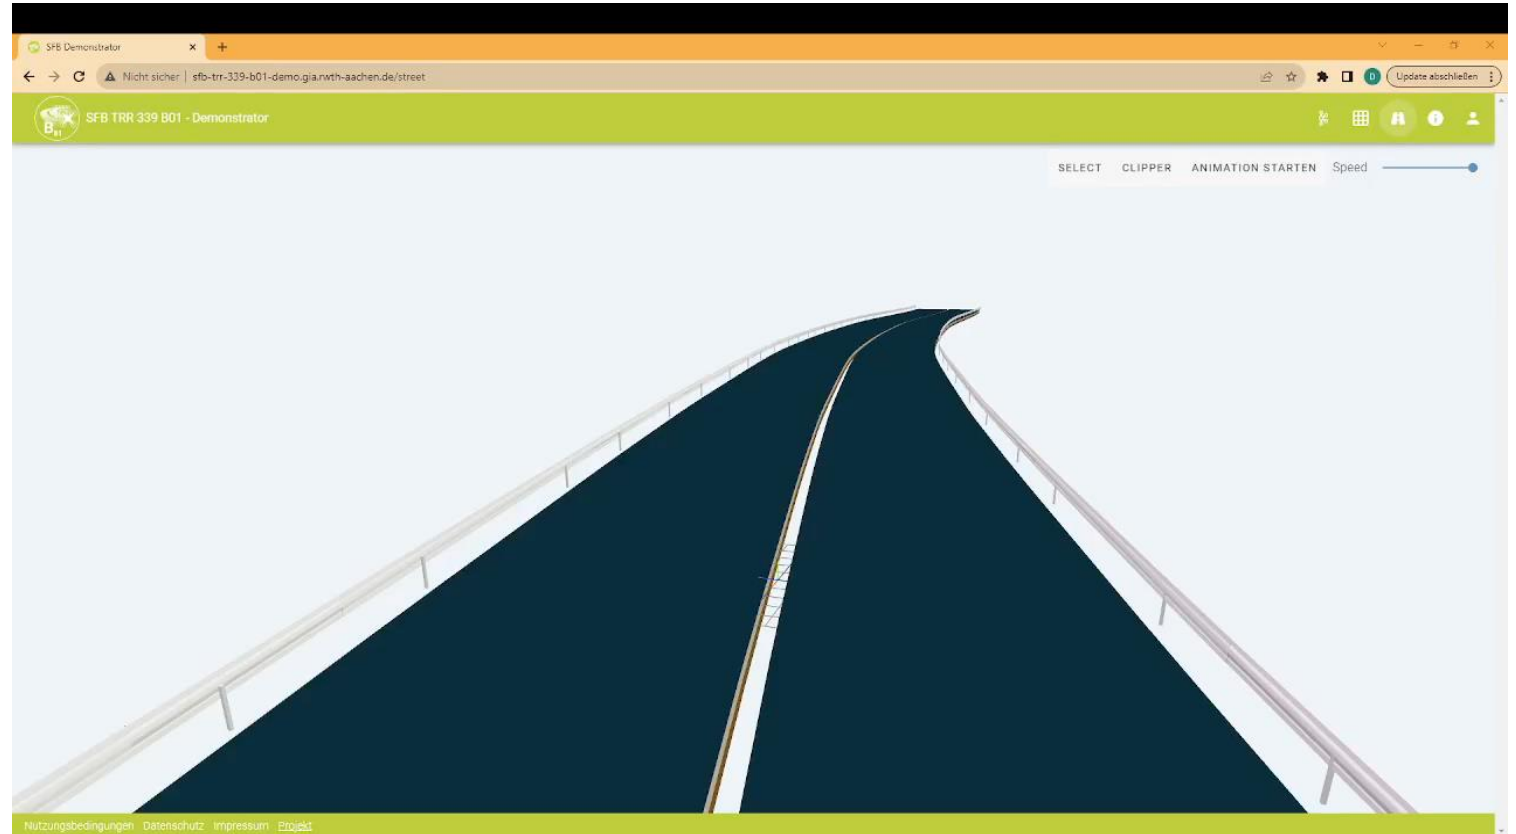 SFB Demonstrator
Nicht sicher | sfb-trr-339-b01-demo.gia.rwth-aachen.de/street
D
Update abschließen
B B1
SFB TRR 339 B01 - Demonstrator
SELECT CLIPPER ANIMATION STARTEN Speed
Nutzungsbedingungen Datenschutz Impressum Projekt